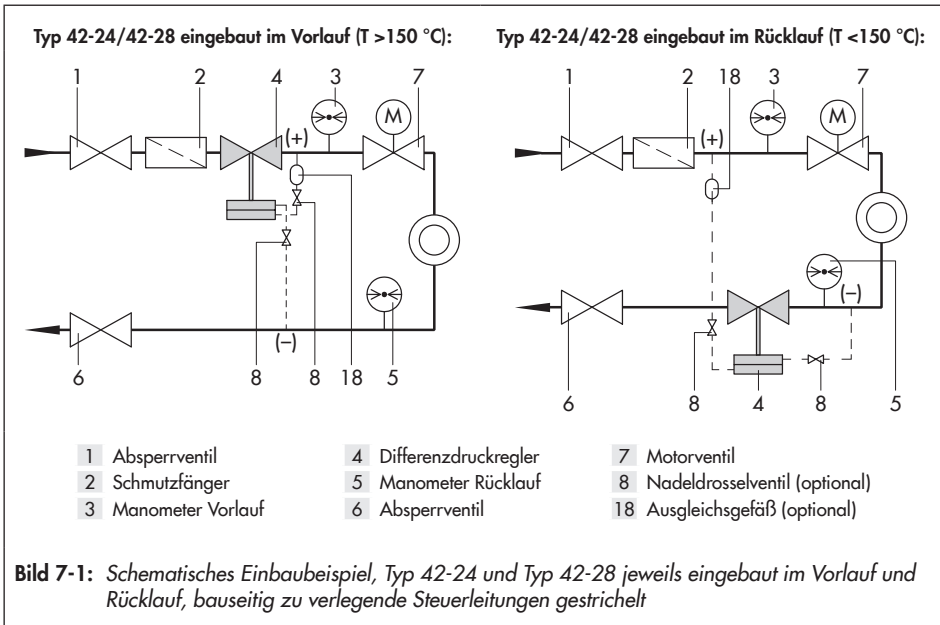 Typ 42-24/42-28 eingebaut im Vorlauf (T >150 °C):
1 2 4 3 7
M
(+)
(–)
6 8 8 18 5
Typ 42-24/42-28 eingebaut im Rücklauf (T <150 °C):
1 2 18 3 7
M
(+)
(–)
6 8 4 8 5
1 Absperrventil
2 Schmutzfänger
3 Manometer Vorlauf
4 Differenzdruckregler
5 Manometer Rücklauf
6 Absperrventil
7 Motorventil
8 Nadeldrosselventil (optional)
18 Ausgleichsgefäß (optional)
Bild 7-1: Schematisches Einbaubeispiel, Typ 42-24 und Typ 42-28 jeweils eingebaut im Vorlauf und
Rücklauf, bauseitig zu verlegende Steuerleitungen gestrichelt